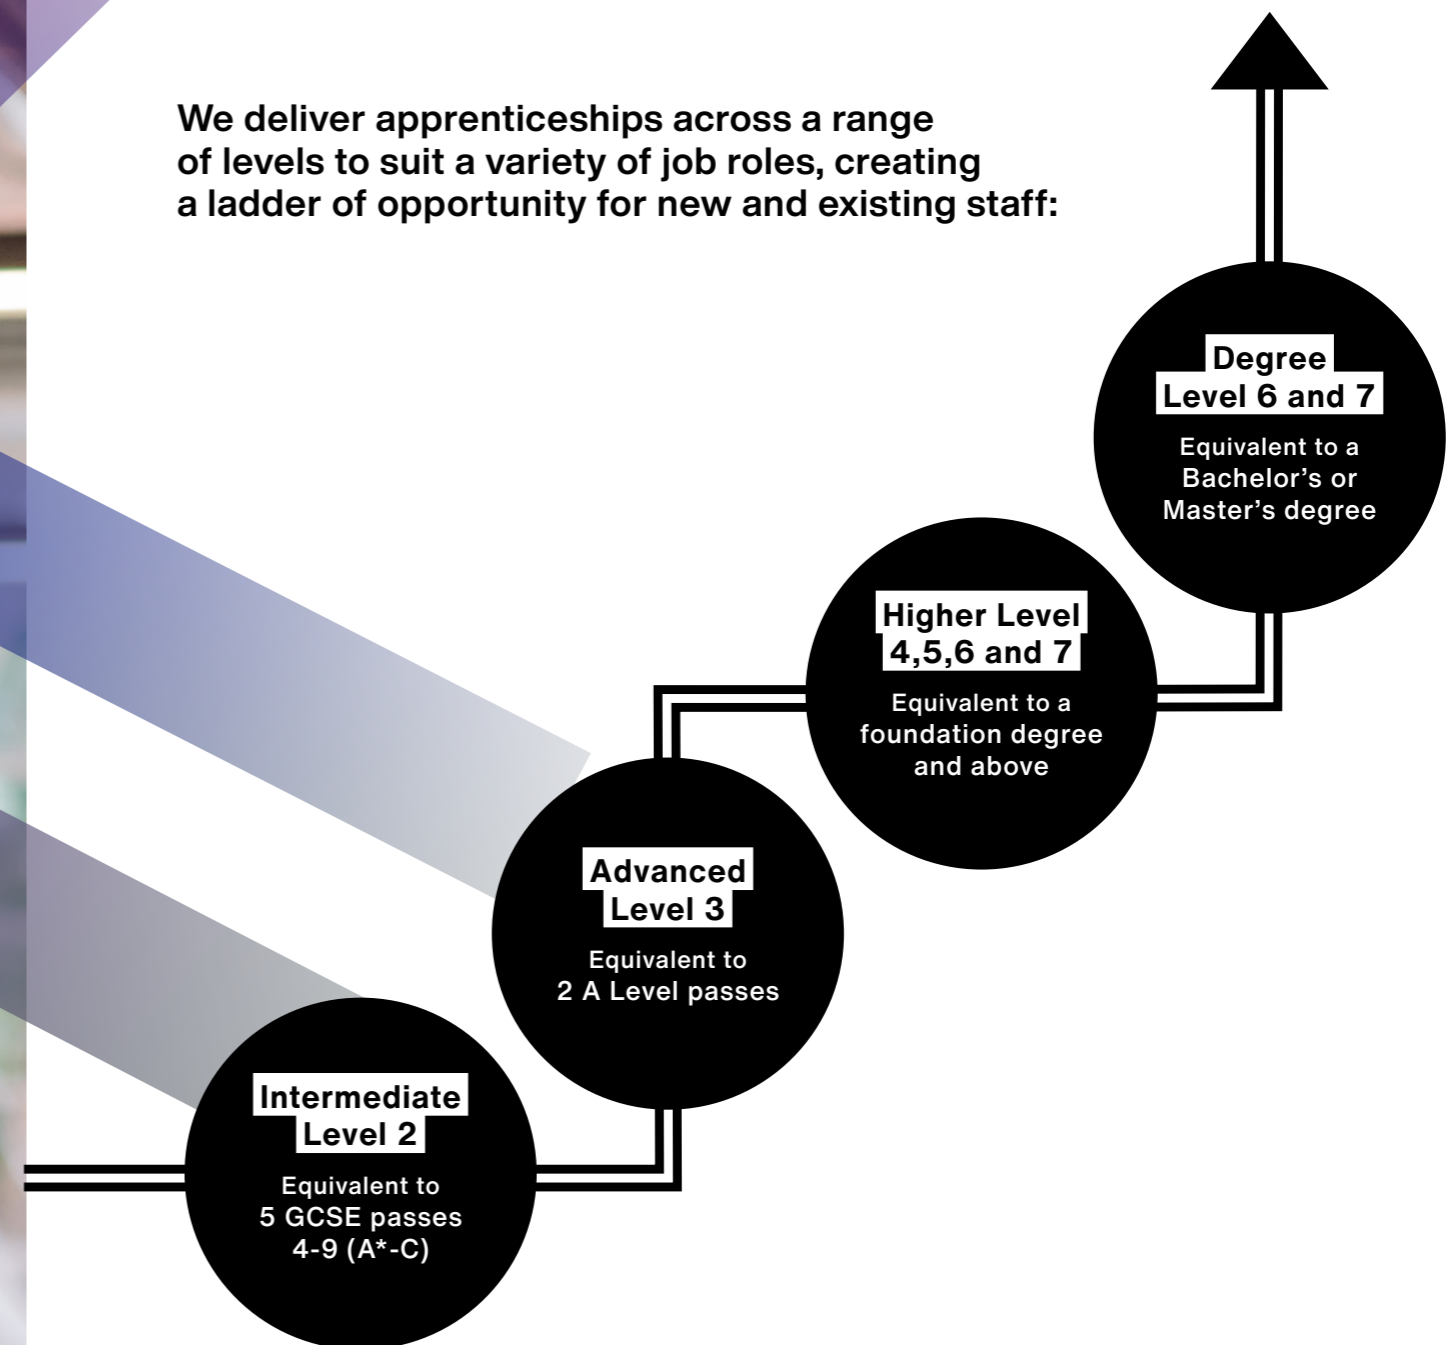 We deliver apprenticeships across a range
of levels to suit a variety of job roles, creating
a ladder of opportunity for new and existing staff:
Degree
Level 6 and 7
Equivalent to a
Bachelor’s or
Master’s degree
Higher Level
4,5,6 and 7
Equivalent to a
foundation degree
and above
Advanced
Level 3
Equivalent to
2 A Level passes
Intermediate
Level 2
Equivalent to
5 GCSE passes
4-9 (A*-C)